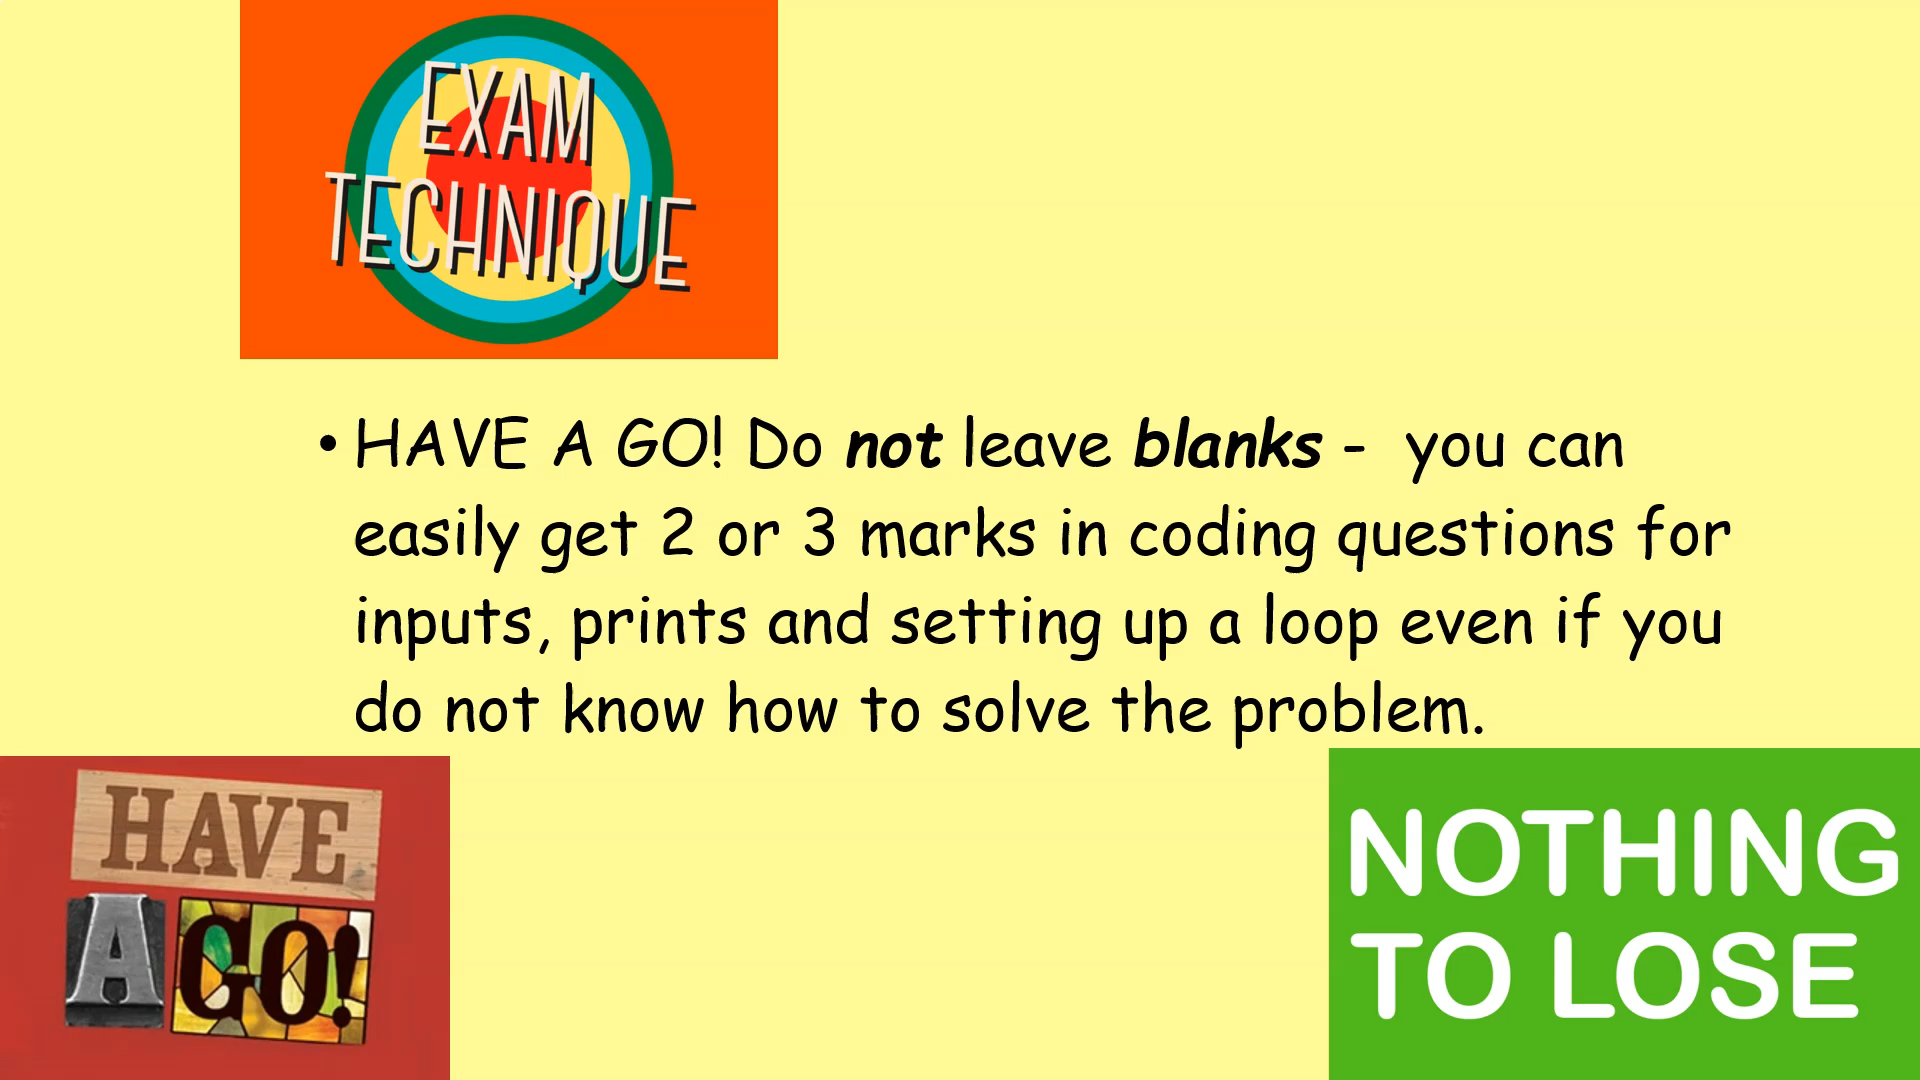 EXAM
TECHNIQUE
• HAVE A GO! Do not leave blanks -  you can
easily get 2 or 3 marks in coding questions for
inputs, prints and setting up a loop even if you
do not know how to solve the problem.
HAVE
A GO!
NOTHING
TO LOSE